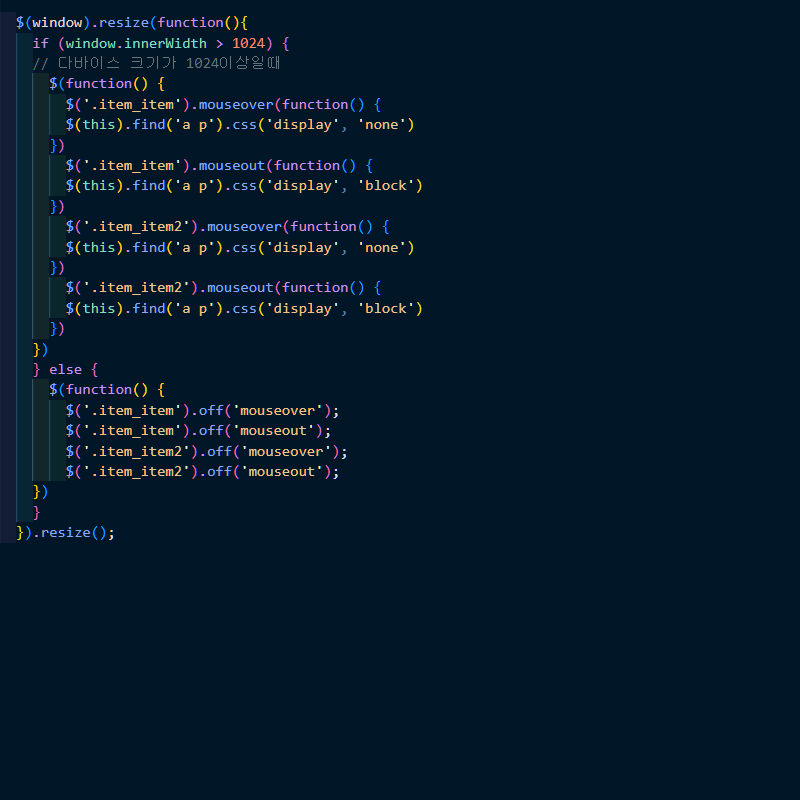 $(window).resize(function(){
if (window.innerWidth > 1024) {
// 다바이스 크기가 1024이상일때
$(function() {
$('.item_item').mouseover(function() {
$(this).find('a p').css('display', 'none')
})
$('.item_item').mouseout(function() {
$(this).find('a p').css('display', 'block')
})
$('.item_item2').mouseover(function() {
$(this).find('a p').css('display', 'none')
})
$('.item_item2').mouseout(function() {
$(this).find('a p').css('display', 'block')
})
})
} else {
$(function() {
$('.item_item').off('mouseover');
$('.item_item').off('mouseout');
$('.item_item2').off('mouseover');
$('.item_item2').off('mouseout');
})
}
}).resize();